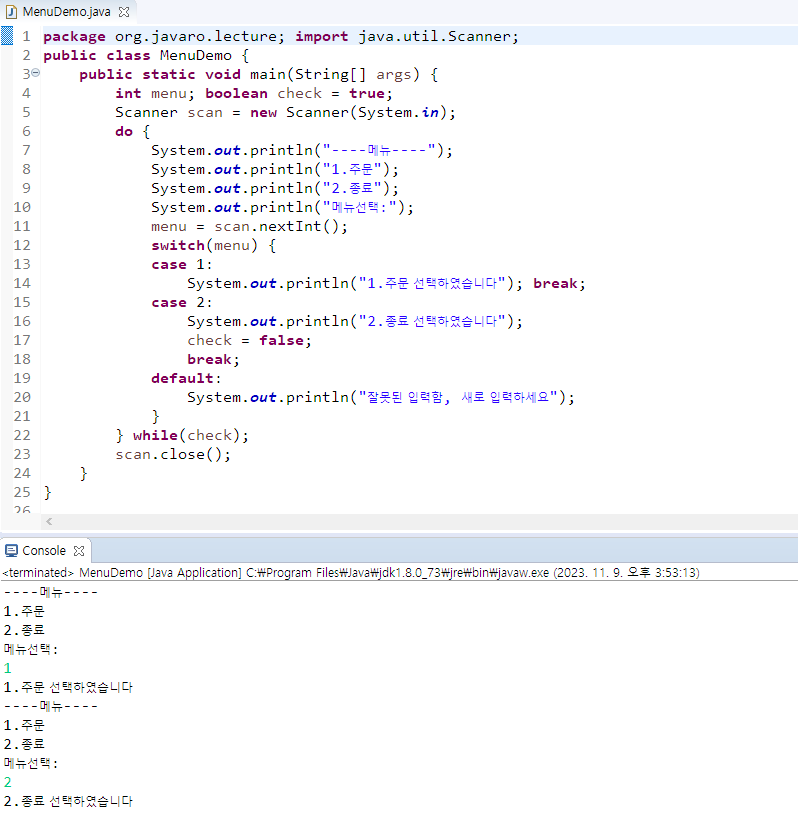 MenuDemo.java
1 package org.javaro.lecture; import java.util.Scanner;
2 public class MenuDemo {
3 public static void main(String[] args) {
4 int menu; boolean check = true;
5 Scanner scan = new Scanner(System.in);
6 do {
7 System.out.println("----메뉴----");
8 System.out.println("1.주문");
9 System.out.println("2.종료");
10 System.out.println("메뉴선택:");
11 menu = scan.nextInt();
12 switch(menu) {
13 case 1:
14 System.out.println("1.주문 선택하였습니다"); break;
15 case 2:
16 System.out.println("2.종료 선택하였습니다");
17 check = false;
18 break;
19 default:
20 System.out.println("잘못된 입력함, 새로 입력하세요");
21 }
22 } while(check);
23 scan.close();
24 }
25 }
26
Console
<terminated> MenuDemo [Java Application] C:₩Program Files₩Java₩jdk1.8.0_73₩jre₩bin₩javaw.exe (2023. 11. 9. 오후 3:53:13)
----메뉴----
1.주문
2.종료
메뉴선택:
1
1.주문 선택하였습니다
----메뉴----
1.주문
2.종료
메뉴선택:
2
2.종료 선택하였습니다